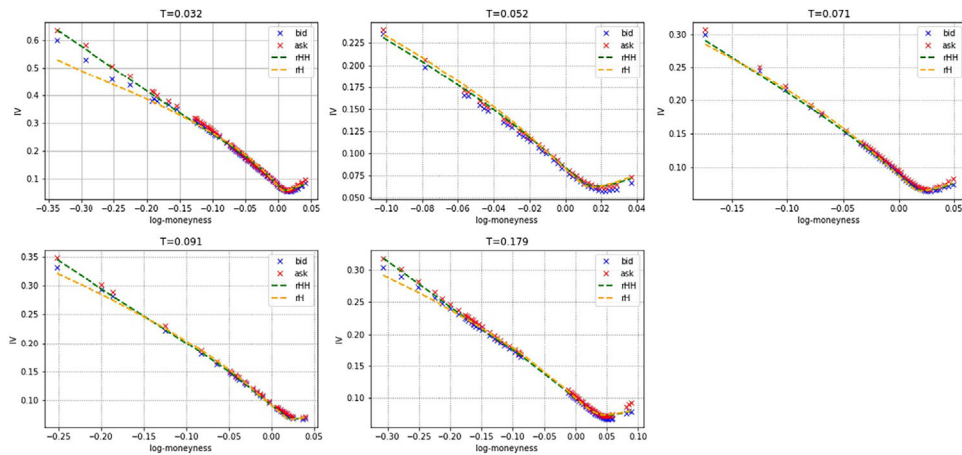 T=0.032
0.6
0.5
0.4
0.3
0.2
0.1
IV
bid
ask
rHH
rH
−0.35 −0.30 −0.25 −0.20 −0.15 −0.10 −0.05 0.00 0.05
log-moneyness
T=0.052
0.225
0.200
0.175
0.150
0.125
0.100
0.075
0.050
IV
bid
ask
rHH
rH
−0.10 −0.08 −0.06 −0.04 −0.02 0.00 0.02 0.04
log-moneyness
T=0.071
0.30
0.25
0.20
0.15
0.10
IV
bid
ask
rHH
rH
−0.15 −0.10 −0.05 0.00 0.05
log-moneyness
T=0.091
0.35
0.30
0.25
0.20
0.15
0.10
IV
bid
ask
rHH
rH
−0.25 −0.20 −0.15 −0.10 −0.05 0.00 0.05
log-moneyness
T=0.179
0.30
0.25
0.20
0.15
0.10
IV
bid
ask
rHH
rH
−0.30 −0.25 −0.20 −0.15 −0.10 −0.05 0.00 0.05 0.10
log-moneyness